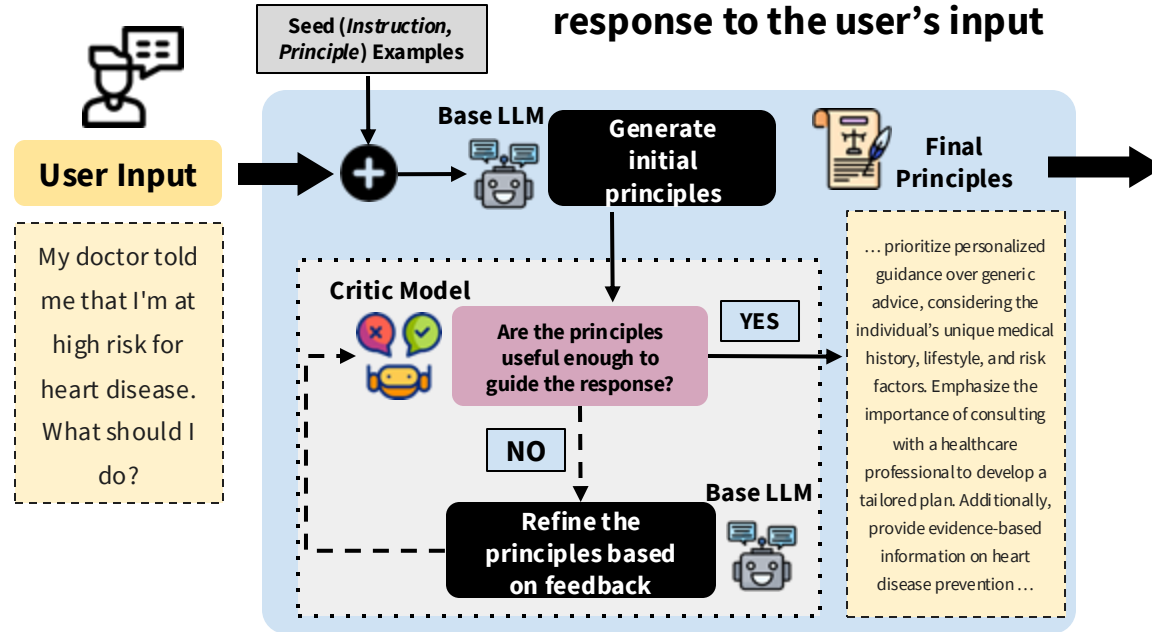 response to the user's input
Seed (Instruction,
Principle) Examples
User Input
My doctor told
me that I'm at
high risk for
heart disease.
What should I
do?
Base LLM
Generate
initial
principles
Critic Model
Are the principles
useful enough to
guide the response?
YES
NO
Base LLM
Refine the
principles based
on feedback
Final
Principles
... prioritize personalized
guidance over generic
advice, considering the
individual's unique medical
history, lifestyle, and risk
factors. Emphasize the
importance of consulting
with a healthcare
professional to develop a
tailored plan. Additionally,
provide evidence-based
information on heart
disease prevention ...